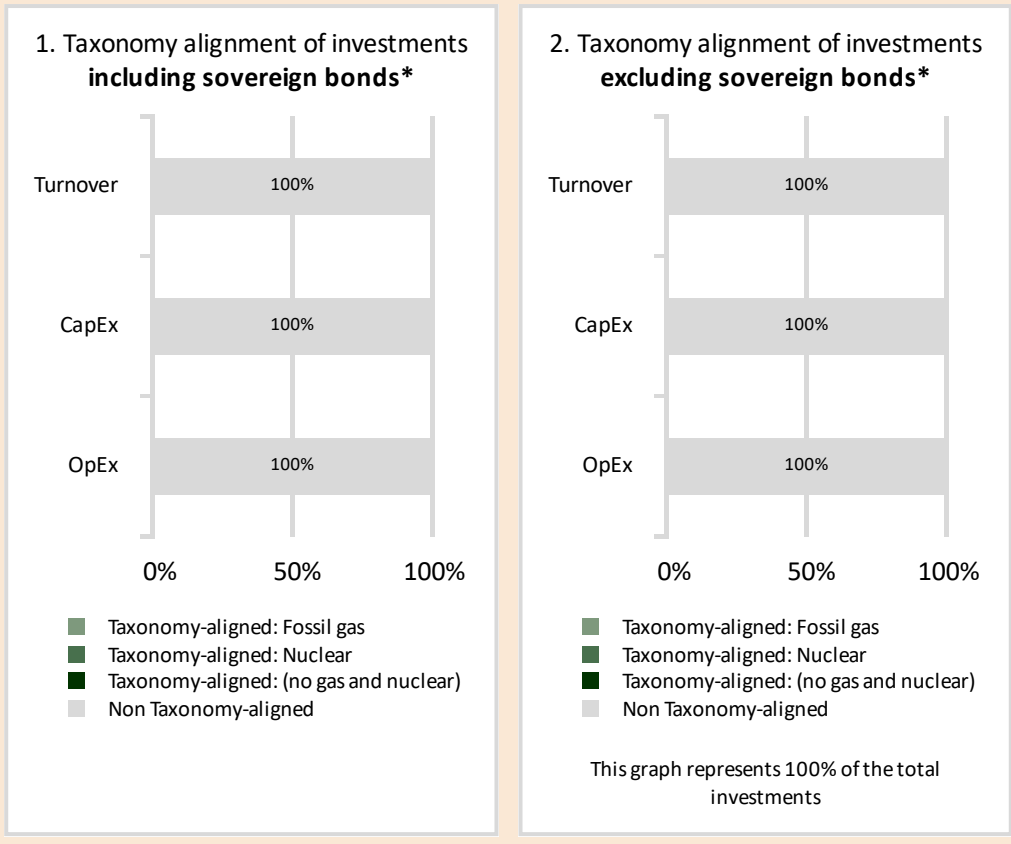 1. Taxonomy alignment of investments
including sovereign bonds*
Turnover
100%
CapEx
100%
OpEx
100%
0% 50% 100%
Taxonomy-aligned: Fossil gas
Taxonomy-aligned: Nuclear
Taxonomy-aligned: (no gas and nuclear)
Non Taxonomy-aligned
2. Taxonomy alignment of investments
excluding sovereign bonds*
Turnover
100%
CapEx
100%
OpEx
100%
0% 50% 100%
Taxonomy-aligned: Fossil gas
Taxonomy-aligned: Nuclear
Taxonomy-aligned: (no gas and nuclear)
Non Taxonomy-aligned
This graph represents 100% of the total
investments